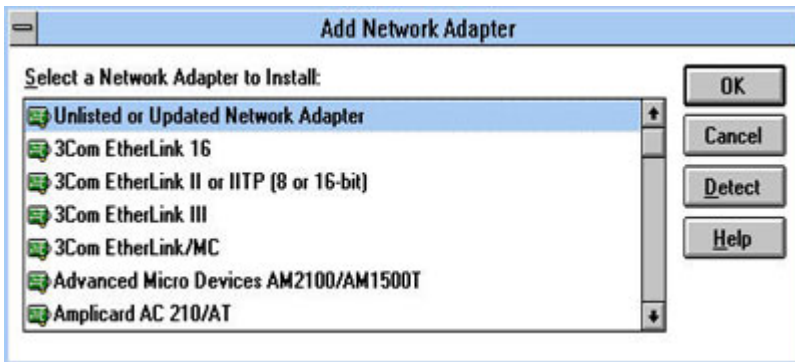 Add Network Adapter
Select a Network Adapter to Install:
Unlisted or Updated Network Adapter
3Com EtherLink 16
3Com EtherLink II or IITP (8 or 16-bit)
3Com EtherLink III
3Com EtherLink/MC
Advanced Micro Devices AM2100/AM1500T
Amplicard AC 210/AT
OK
Cancel
Detect
Help